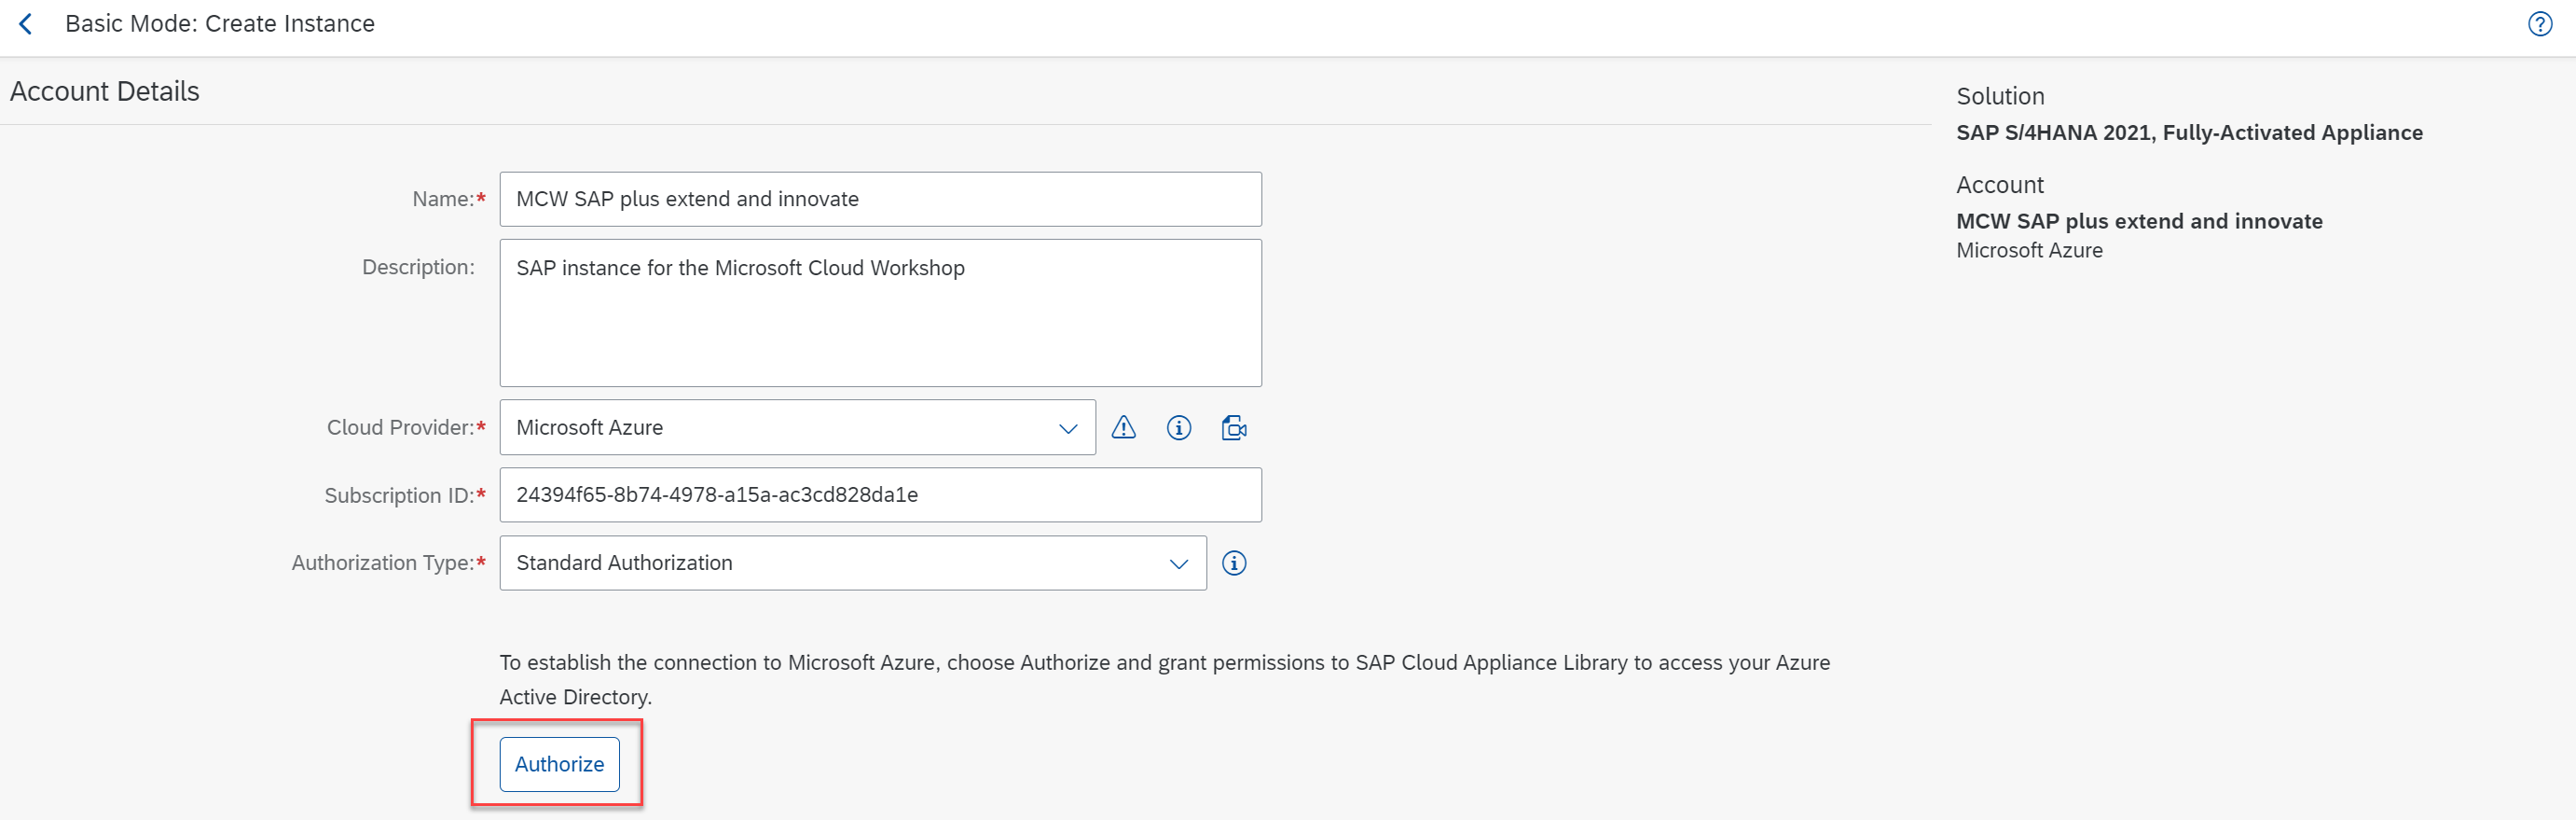 Basic Mode: Create Instance
Account Details
Name:*
MCW SAP plus extend and innovate
Description:
SAP instance for the Microsoft Cloud Workshop
Cloud Provider:*
Microsoft Azure
Subscription ID:*
24394f65-8b74-4978-a15a-ac3cd828da1e
Authorization Type:*
Standard Authorization
To establish the connection to Microsoft Azure, choose Authorize and grant permissions to SAP Cloud Appliance Library to access your Azure
Active Directory.
Authorize
Solution
SAP S/4HANA 2021, Fully-Activated Appliance
Account
MCW SAP plus extend and innovate
Microsoft Azure